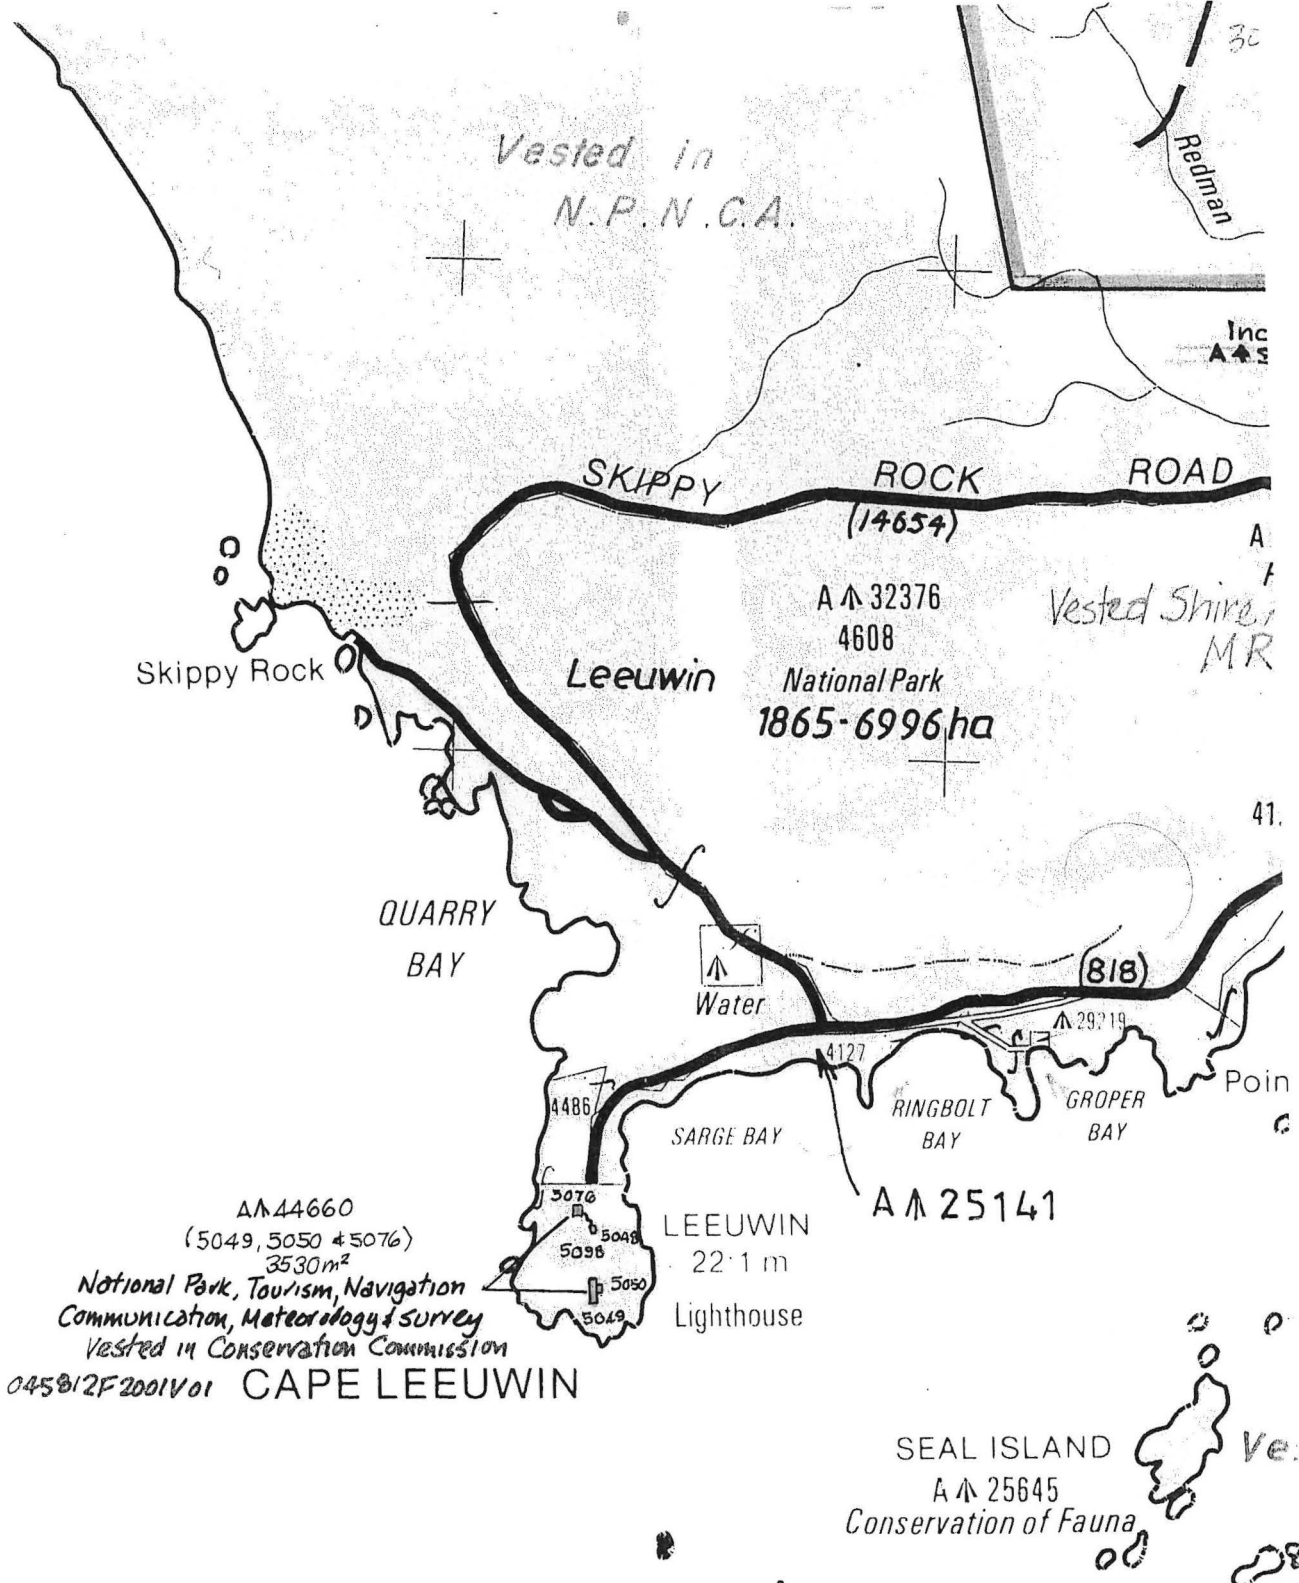 3c
Vested in
N.P.N.C.A.
Redman
Inc
SKIPPY ROCK ROAD
(14654)
A 32376
4608
National Park
1865·6996 ha
Leeuwin
Vested Shire
MR
Skippy Rock
41.
QUARRY
BAY
Water
(818)
29219
4127
4486
SARGE BAY
RINGBOLT
BAY
GROPER
BAY
Poin
A 25141
A 44660
(5049, 5050 & 5076)
3530m²
National Park, Tourism, Navigation
Communication, Meteorology & Survey
Vested in Conservation Commission
045812F2001V01
CAPE LEEUWIN
5076
5048
5098
5050
5049
LEEUWIN
22·1 m
Lighthouse
SEAL ISLAND
A 25645
Conservation of Fauna
Ve